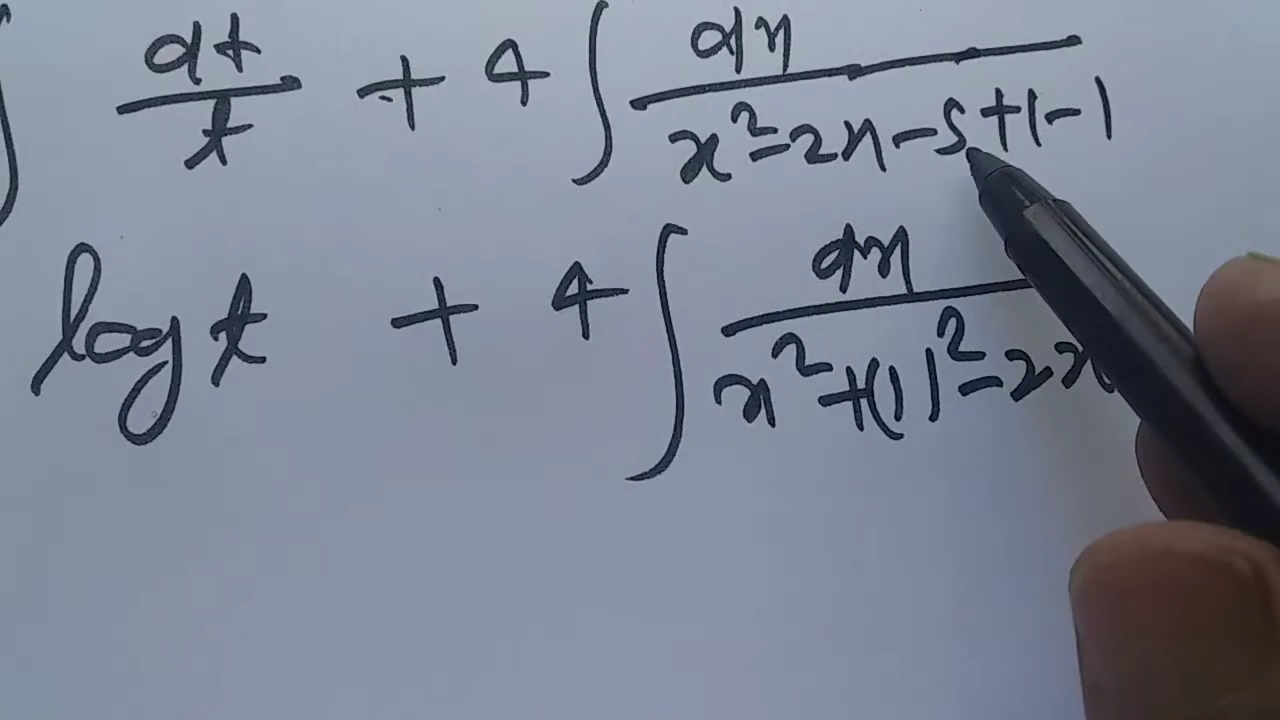 ∫ dt/t + 4 ∫ dx/(x² - 2x - 5 + 1 - 1)
log t + 4 ∫ dx/(x² + (1)² - 2x